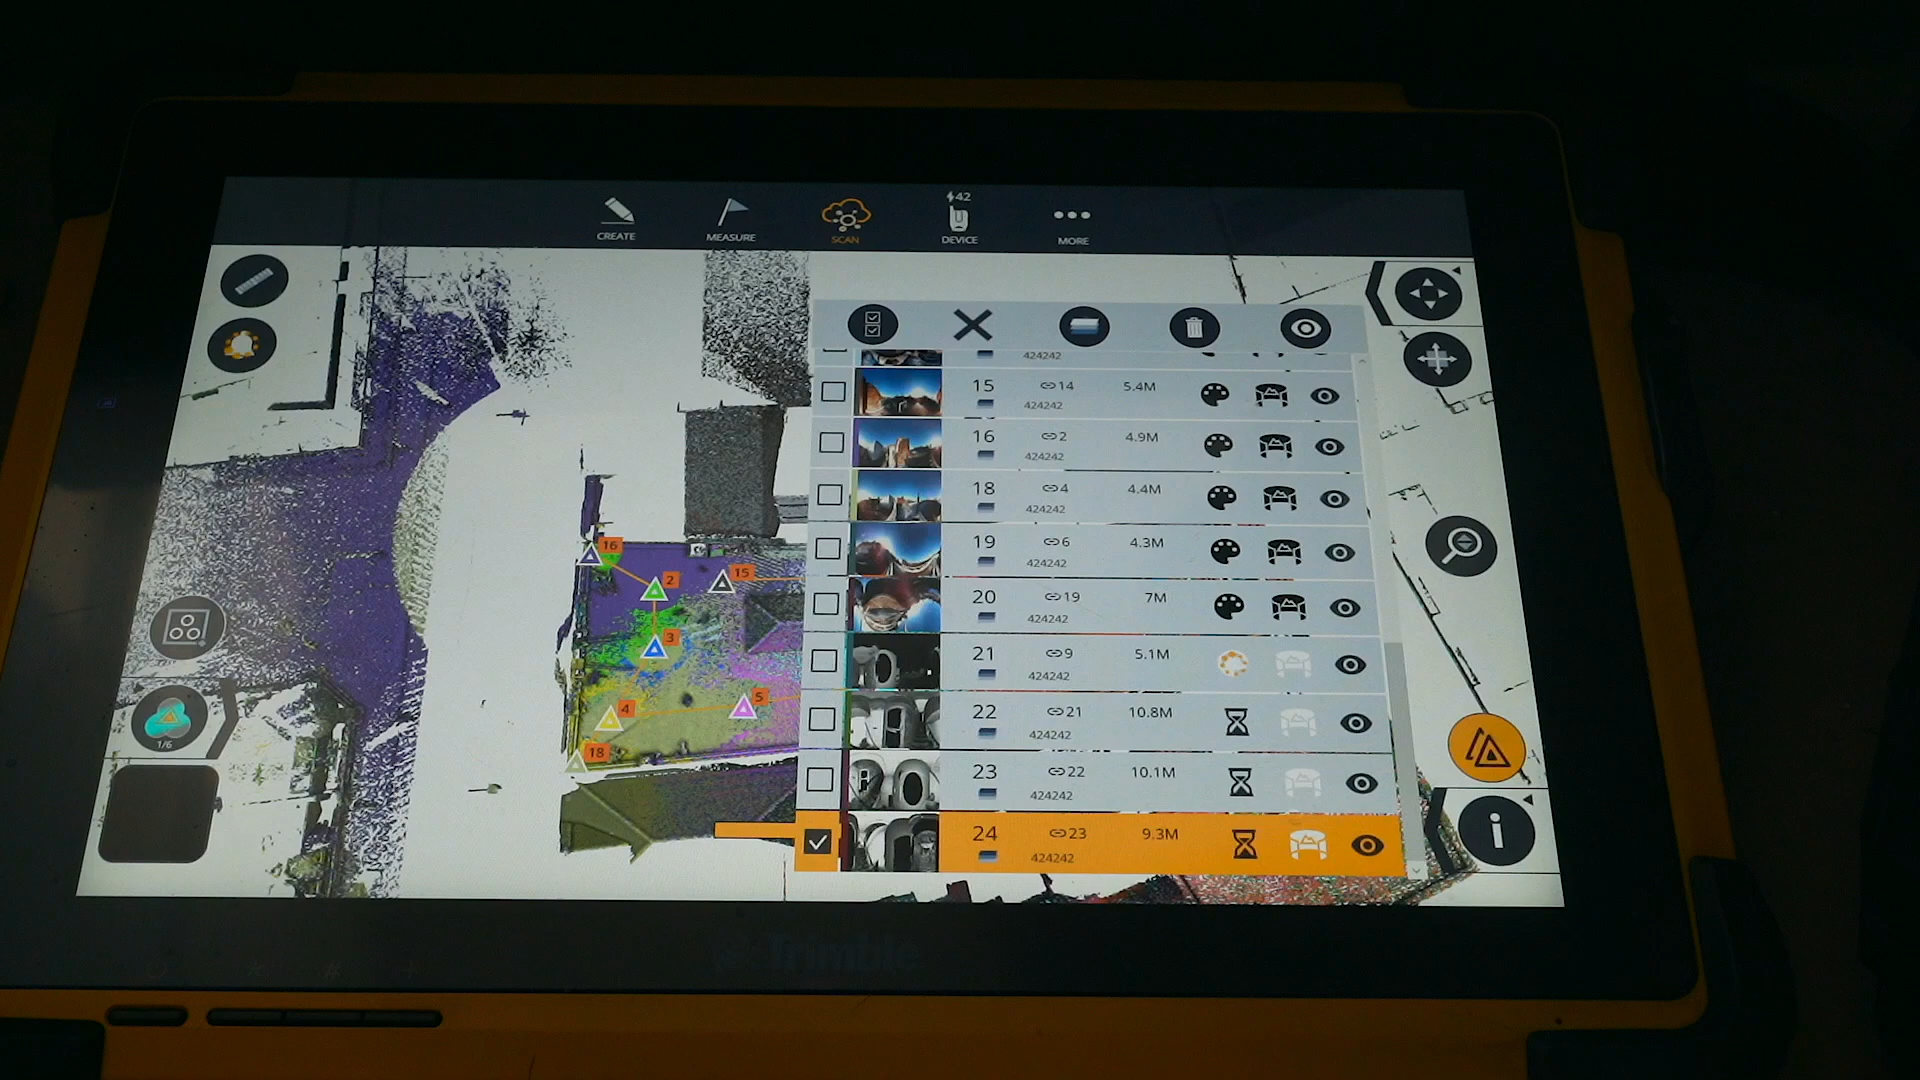 42
CREATE MEASURE SCAN DEVICE MORE
424242
15 14 5.4M
424242
16 2 4.9M
424242
18 4 4.4M
424242
19 6 4.3M
424242
20 19 7M
424242
21 9 5.1M
424242
22 21 10.8M
424242
23 22 10.1M
424242
24 23 9.3M
424242
16
2
15
3
5
4
18
1/6
i
Trimble